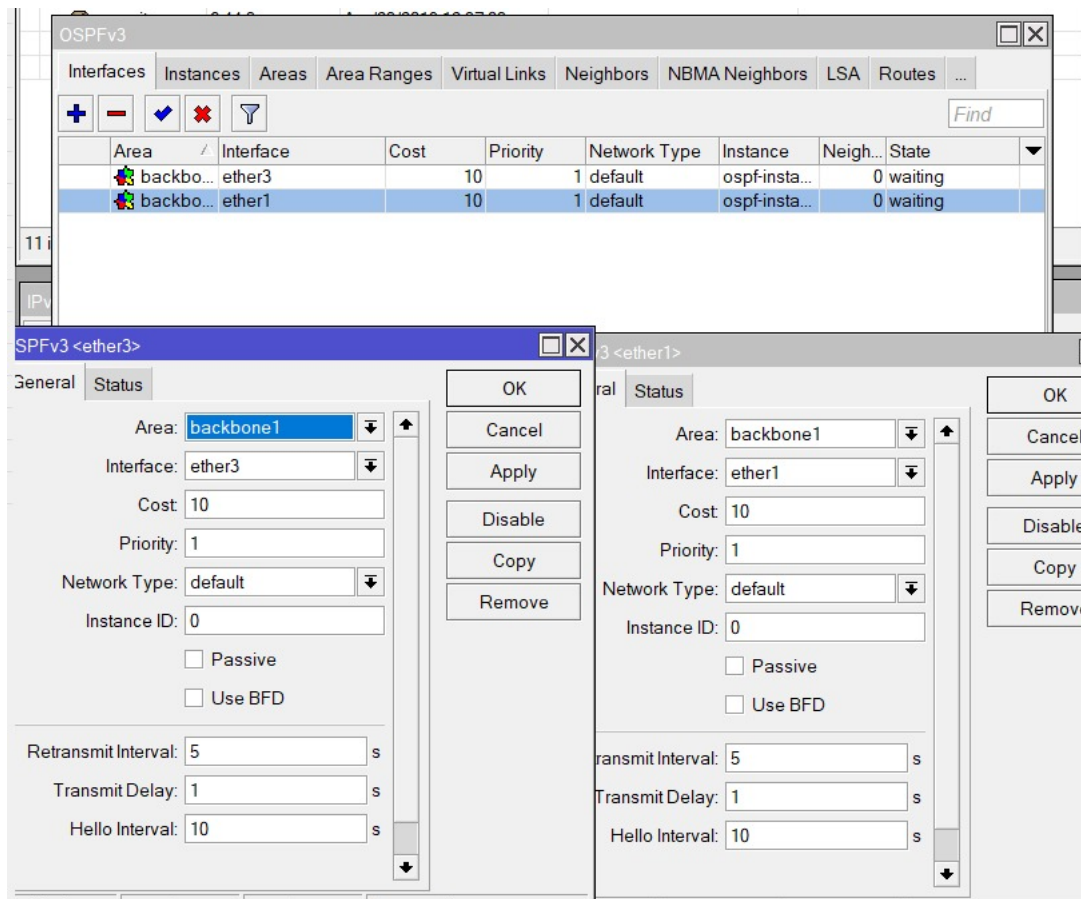 OSPFv3
Interfaces Instances Areas Area Ranges Virtual Links Neighbors NBMA Neighbors LSA Routes ...
Find
Area Interface Cost Priority Network Type Instance Neigh... State
backbo... ether3 10 1 default ospf-insta... 0 waiting
backbo... ether1 10 1 default ospf-insta... 0 waiting
11 i
IPv
SPFv3 <ether3>
General Status
Area: backbone1
Interface: ether3
Cost: 10
Priority: 1
Network Type: default
Instance ID: 0
Passive
Use BFD
Retransmit Interval: 5 s
Transmit Delay: 1 s
Hello Interval: 10 s
OK
Cancel
Apply
Disable
Copy
Remove
v3 <ether1>
ral Status
Area: backbone1
Interface: ether1
Cost: 10
Priority: 1
Network Type: default
Instance ID: 0
Passive
Use BFD
ransmit Interval: 5 s
Transmit Delay: 1 s
Hello Interval: 10 s
OK
Cancel
Apply
Disable
Copy
Remove